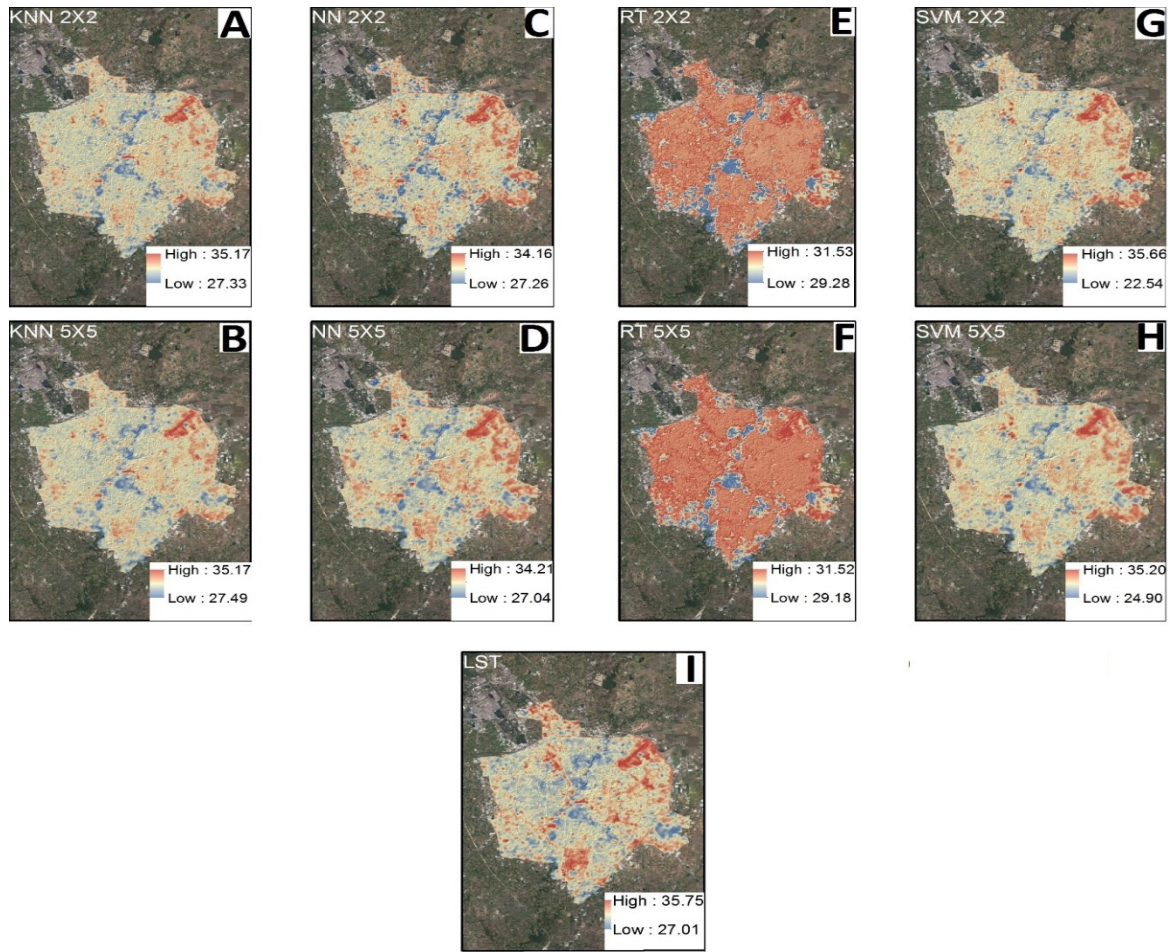 KNN 2X2 A
High : 35.17
Low : 27.33
NN 2X2 C
High : 34.16
Low : 27.26
RT 2X2 E
High : 31.53
Low : 29.28
SVM 2X2 G
High : 35.66
Low : 22.54
KNN 5X5 B
High : 35.17
Low : 27.49
NN 5X5 D
High : 34.21
Low : 27.04
RT 5X5 F
High : 31.52
Low : 29.18
SVM 5X5 H
High : 35.20
Low : 24.90
LST I
High : 35.75
Low : 27.01